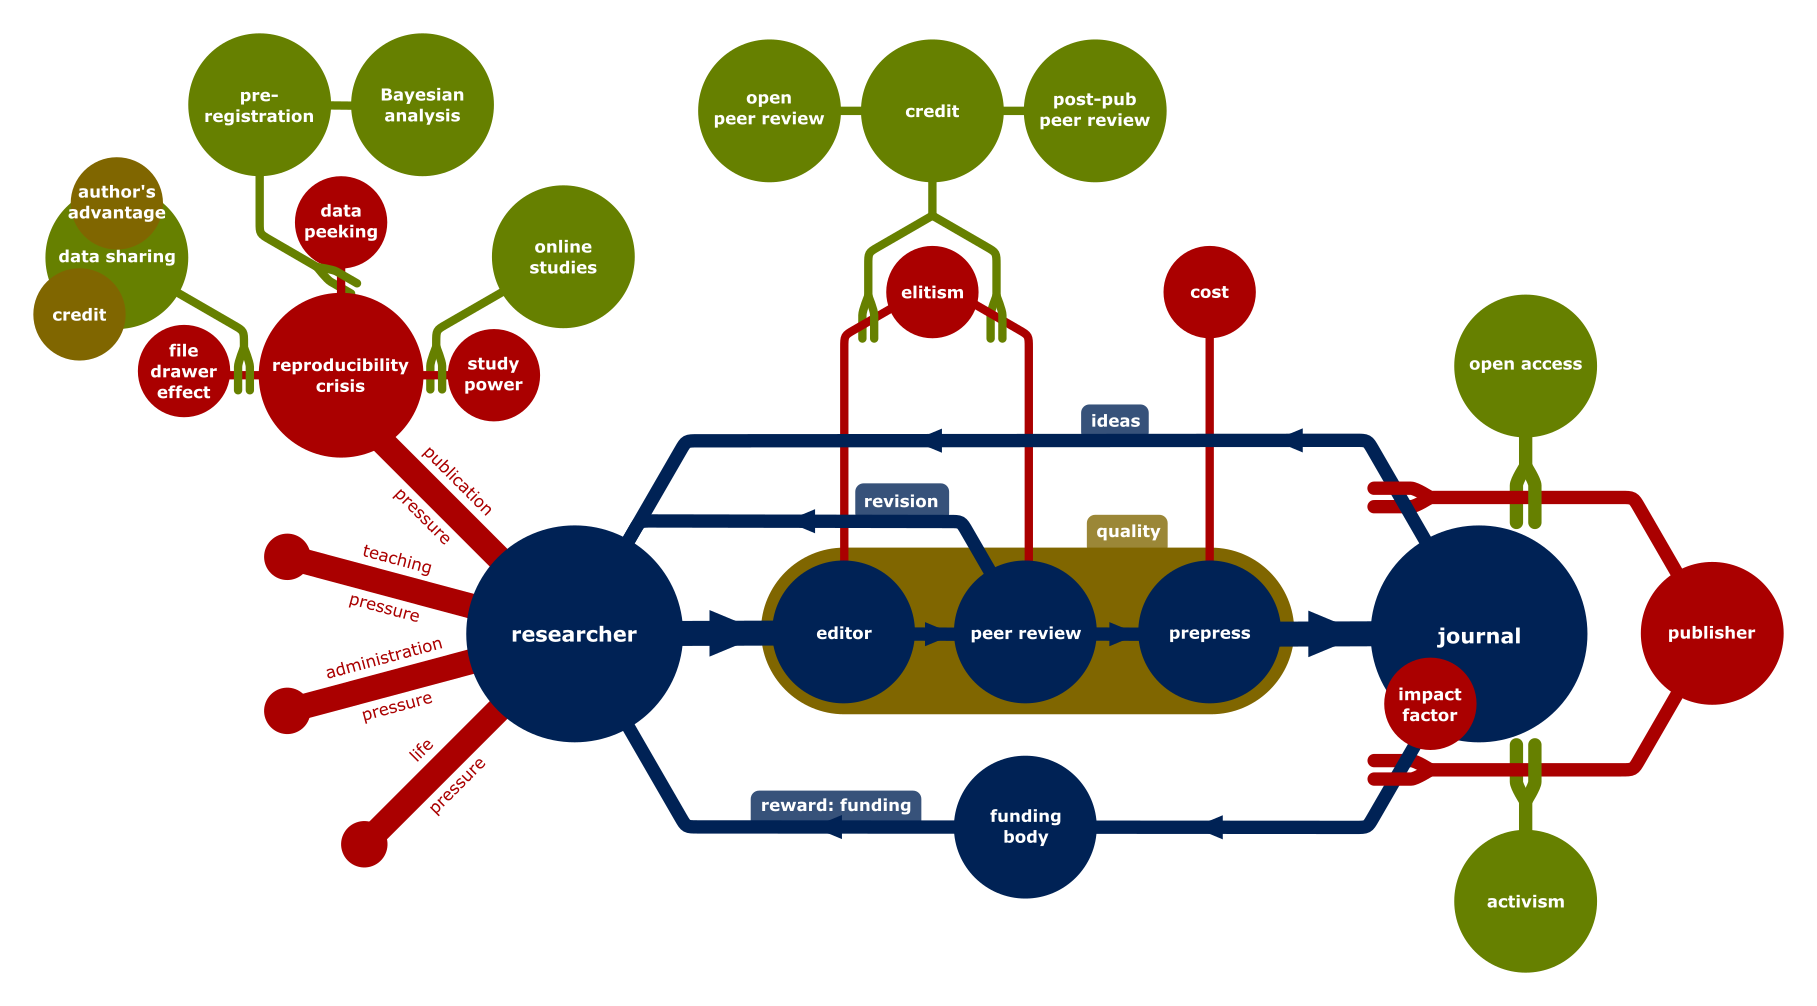 pre-
registration
Bayesian
analysis
author's
advantage
data sharing
credit
data
peeking
online
studies
file
drawer
effect
reproducibility
crisis
study
power
open
peer review
credit
post-pub
peer review
elitism
cost
open access
ideas
revision
quality
publication
pressure
teaching
pressure
administration
pressure
life
pressure
researcher
editor
peer review
prepress
journal
impact
factor
publisher
reward: funding
funding
body
activism